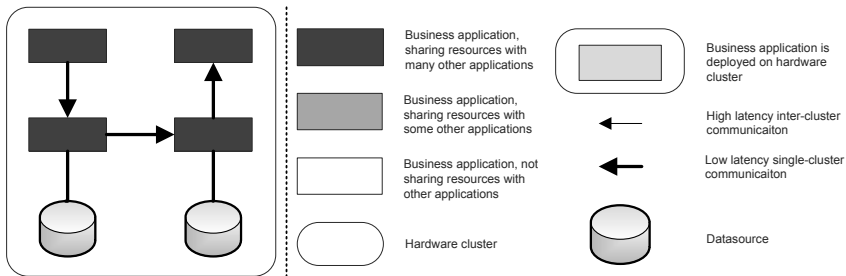 Business application,
sharing resources with
many other applications
Business application,
sharing resources with
some other applications
Business application, not
sharing resources with
other applications
Hardware cluster
Business application is
deployed on hardware
cluster
High latency inter-cluster
communicaiton
Low latency single-cluster
communicaiton
Datasource